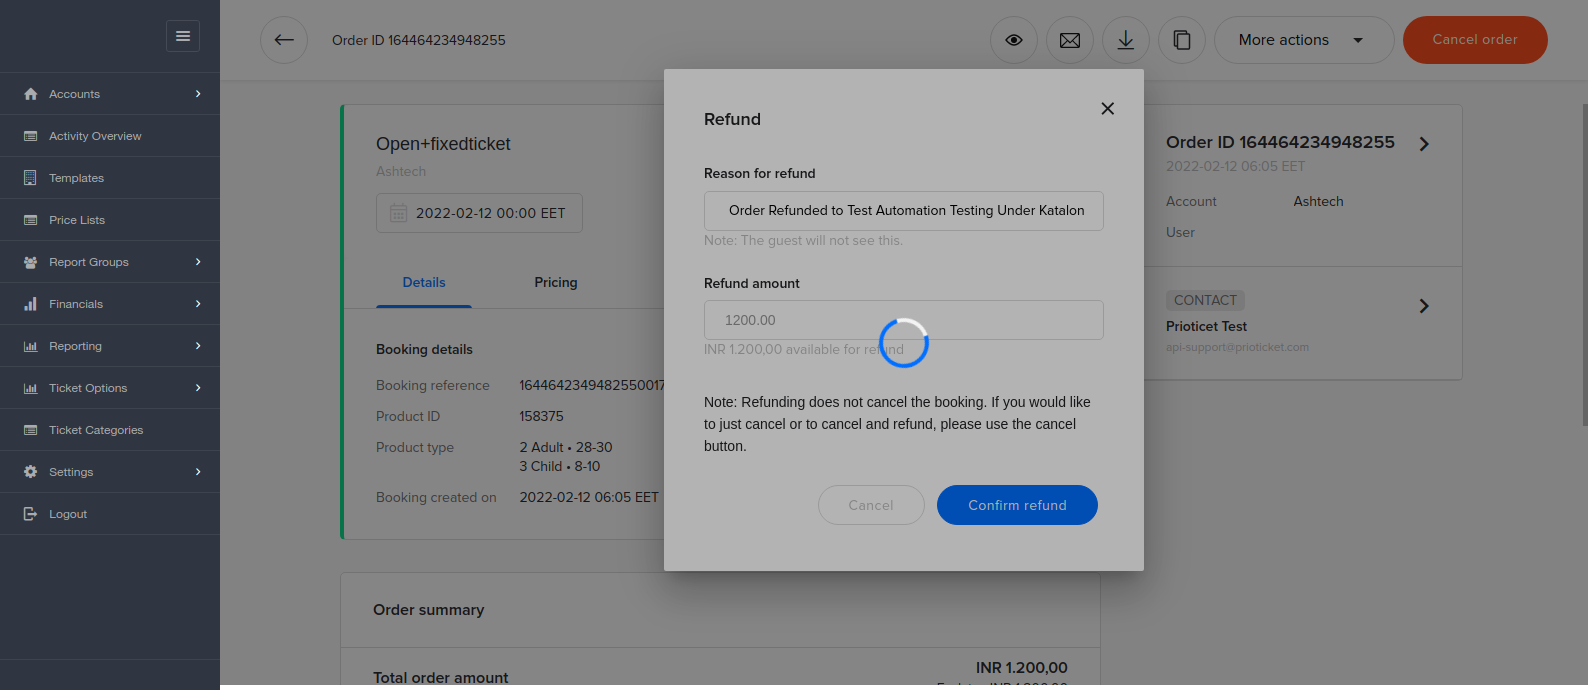 Order ID 164464234948255
More actions
Cancel order
Accounts
Activity Overview
Templates
Price Lists
Report Groups
Financials
Reporting
Ticket Options
Ticket Categories
Settings
Logout
Open+fixedticket
Ashtech
2022-02-12 00:00 EET
Details
Pricing
Booking details
Booking reference
1644642349482550017
Product ID
158375
Product type
2 Adult • 28-30
3 Child • 8-10
Booking created on
2022-02-12 06:05 EET
Order summary
Total order amount
INR 1.200,00
Refund
Reason for refund
Order Refunded to Test Automation Testing Under Katalon
Note: The guest will not see this.
Refund amount
1200.00
INR 1.200,00 available for refund
Note: Refunding does not cancel the booking. If you would like
to just cancel or to cancel and refund, please use the cancel
button.
Cancel
Confirm refund
Order ID 164464234948255
2022-02-12 06:05 EET
Account
Ashtech
User
CONTACT
Prioticet Test
api-support@prioticket.com